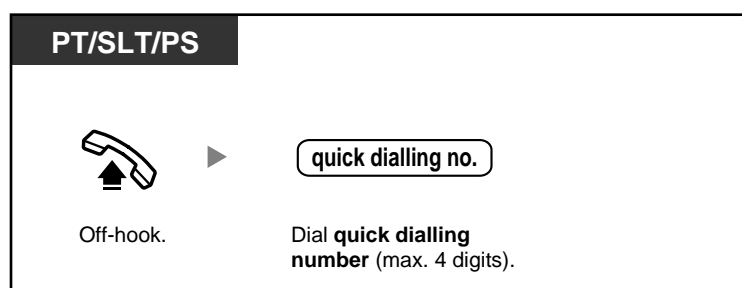 PT/SLT/PS
quick dialling no.
Off-hook.
Dial quick dialling
number (max. 4 digits).